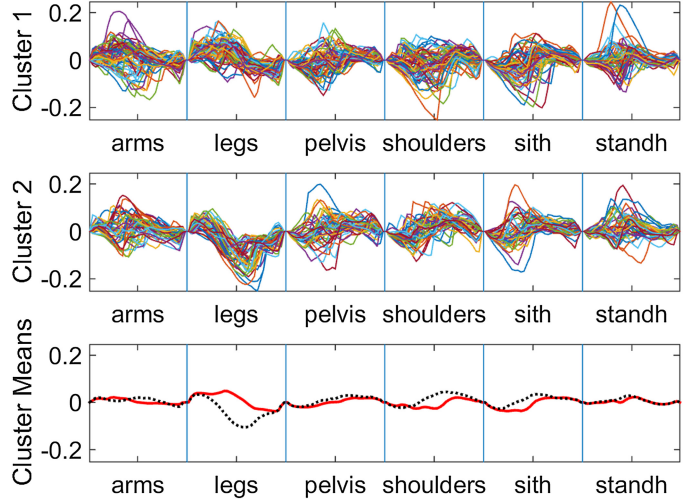 Cluster 1
0.2
0
-0.2
arms legs pelvis shoulders sith standh
Cluster 2
0.2
0
-0.2
arms legs pelvis shoulders sith standh
Cluster Means
0.2
0
-0.2
arms legs pelvis shoulders sith standh